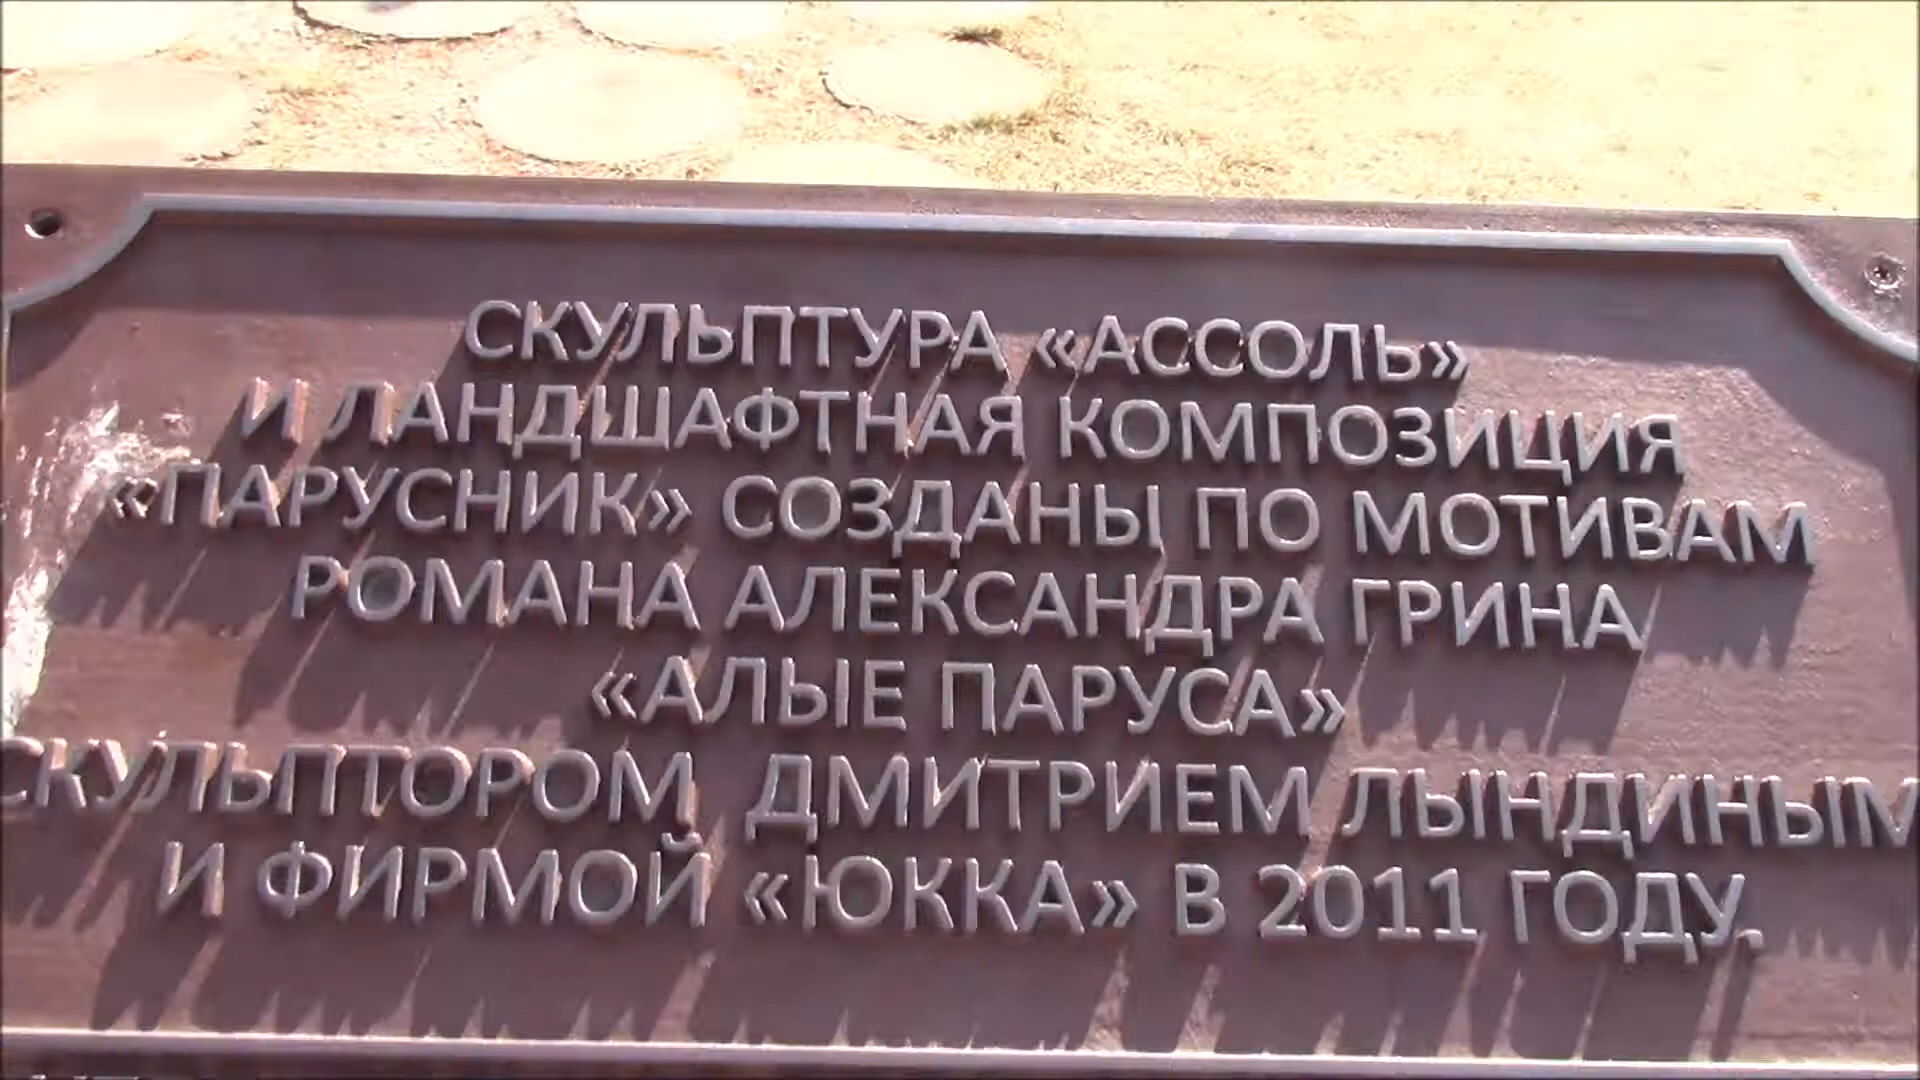 СКУЛЬПТУРА «АССОЛЬ»
И ЛАНДШАФТНАЯ КОМПОЗИЦИЯ
«ПАРУСНИК» СОЗДАНЫ ПО МОТИВАМ
РОМАНА АЛЕКСАНДРА ГРИНА
«АЛЫЕ ПАРУСА»
СКУЛЬПТОРОМ ДМИТРИЕМ ЛЫНДИНЫМ
И ФИРМОЙ «ЮККА» В 2011 ГОДУ.